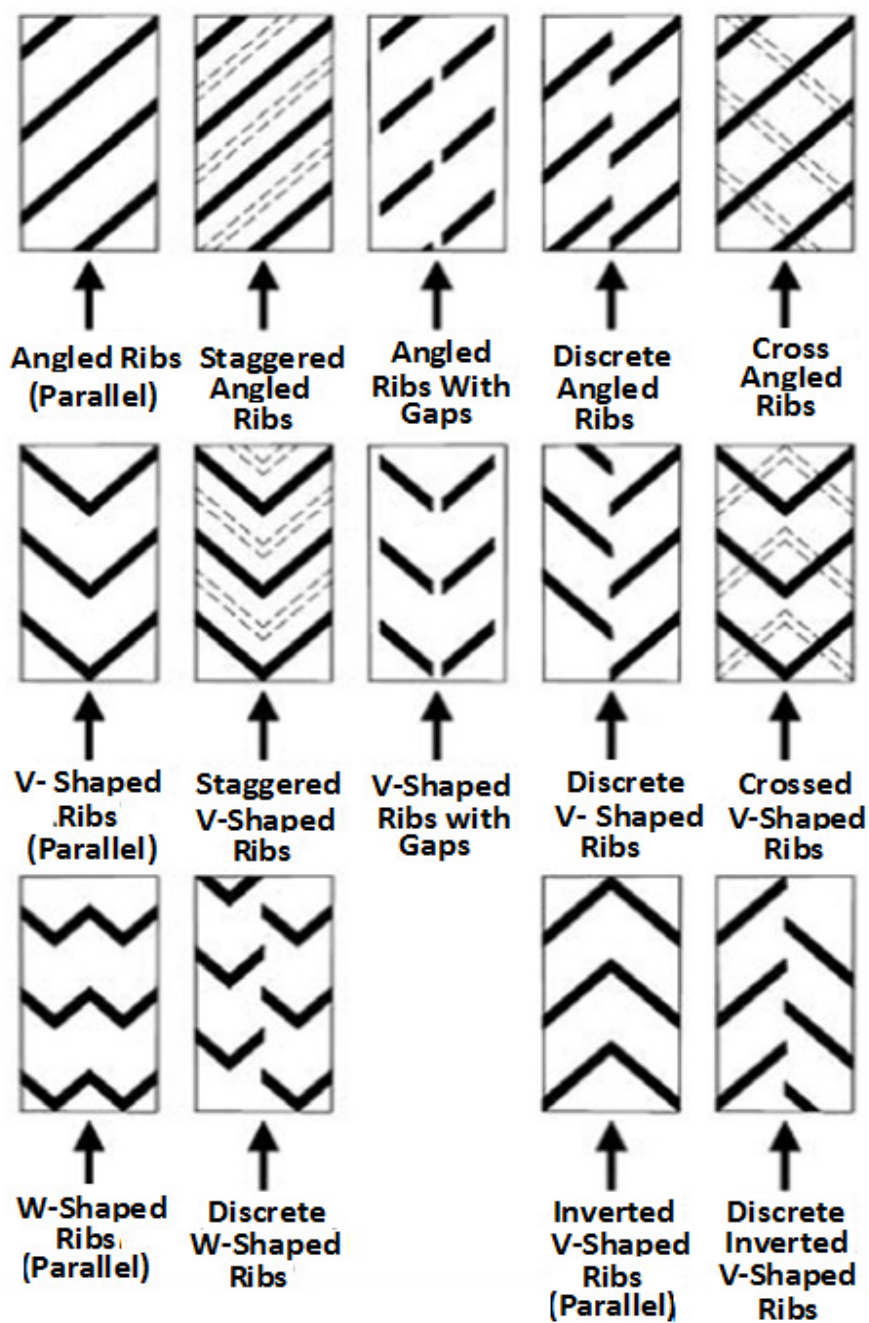 Angled Ribs
(Parallel)
Staggered
Angled
Ribs
Angled
Ribs With
Gaps
Discrete
Angled
Ribs
Cross
Angled
Ribs
V- Shaped
.Ribs
(Parallel)
Staggered
V-Shaped
Ribs
V-Shaped
Ribs with
Gaps
Discrete
V- Shaped
Ribs
Crossed
V-Shaped
Ribs
W-Shaped
Ribs
(Parallel)
Discrete
W-Shaped
Ribs
Inverted
V-Shaped
Ribs
(Parallel)
Discrete
Inverted
V-Shaped
Ribs